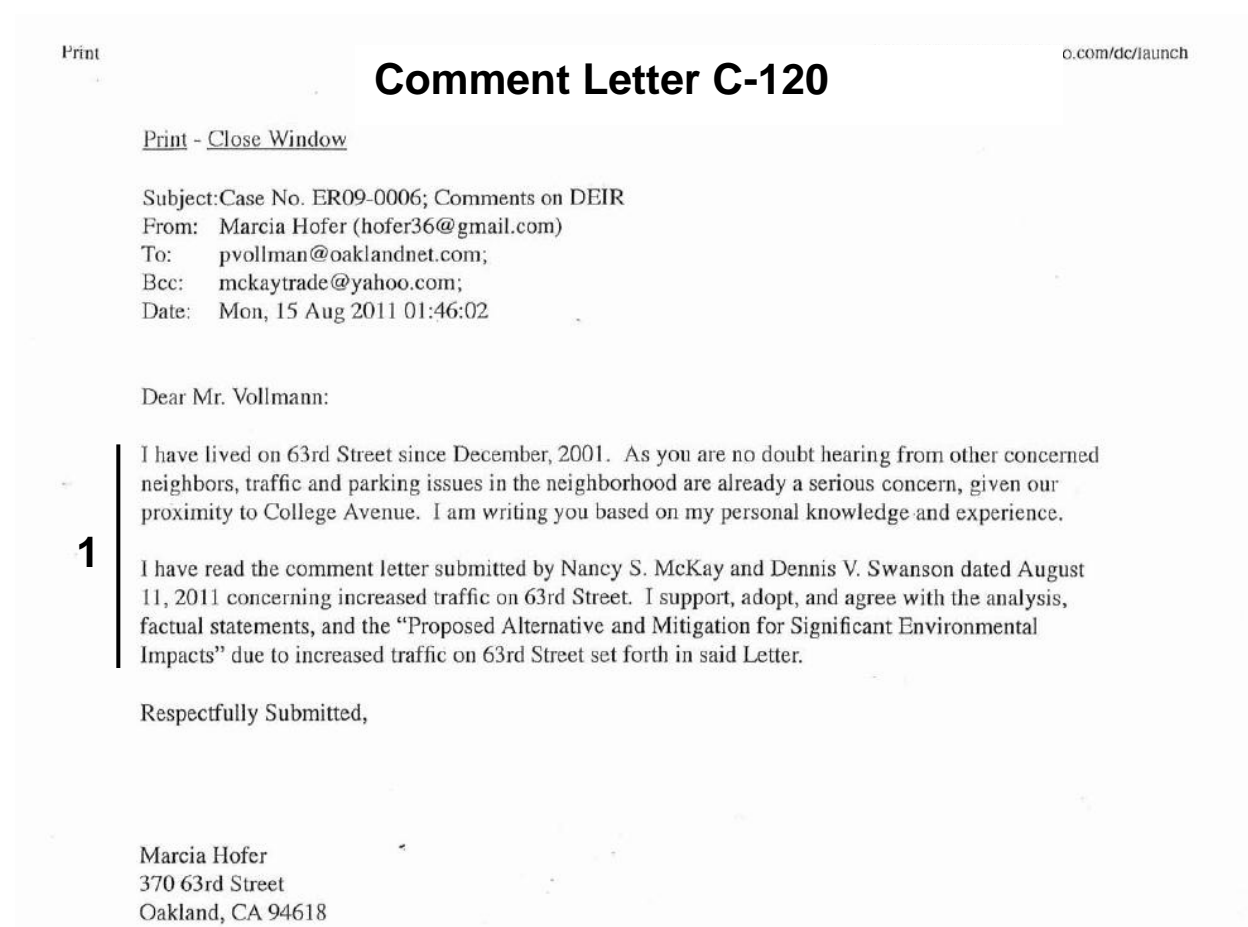 Print
o.com/dc/launch
Comment Letter C-120
Print - Close Window
Subject:Case No. ER09-0006; Comments on DEIR
From: Marcia Hofer (hofer36@gmail.com)
To: pvollman@oaklandnet.com;
Bcc: mckaytrade@yahoo.com;
Date: Mon, 15 Aug 2011 01:46:02
Dear Mr. Vollmann:
I have lived on 63rd Street since December, 2001. As you are no doubt hearing from other concerned
neighbors, traffic and parking issues in the neighborhood are already a serious concern, given our
proximity to College Avenue. I am writing you based on my personal knowledge and experience.
1
I have read the comment letter submitted by Nancy S. McKay and Dennis V. Swanson dated August
11, 2011 concerning increased traffic on 63rd Street. I support, adopt, and agree with the analysis,
factual statements, and the “Proposed Alternative and Mitigation for Significant Environmental
Impacts” due to increased traffic on 63rd Street set forth in said Letter.
Respectfully Submitted,
Marcia Hofer
370 63rd Street
Oakland, CA 94618